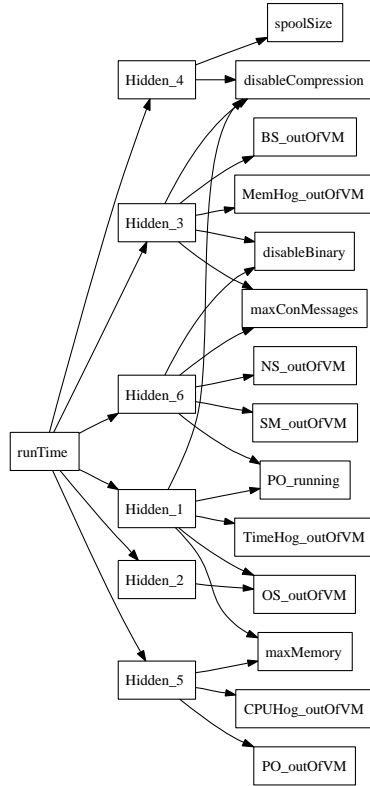 spoolSize
Hidden_4
disableCompression
BS_outOfVM
MemHog_outOfVM
Hidden_3
disableBinary
maxConMessages
NS_outOfVM
Hidden_6
SM_outOfVM
runTime
PO_running
Hidden_1
TimeHog_outOfVM
Hidden_2
OS_outOfVM
maxMemory
Hidden_5
CPUHog_outOfVM
PO_outOfVM